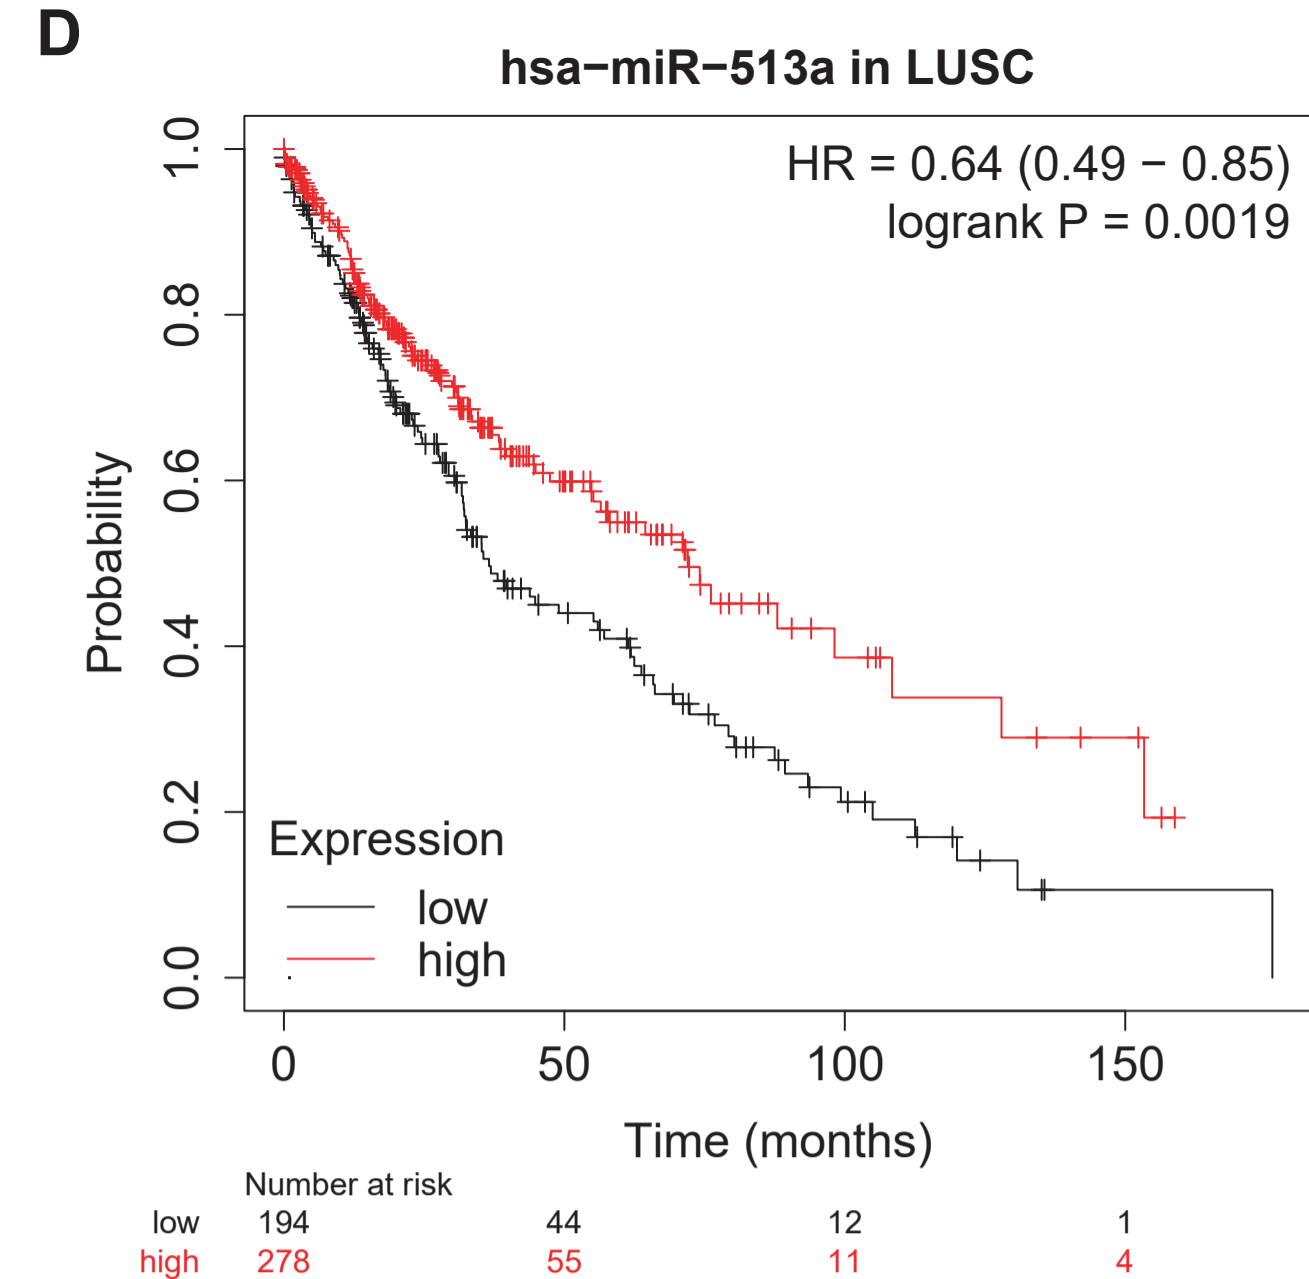 D
hsa−miR−513a in LUSC
HR = 0.64 (0.49 − 0.85)
logrank P = 0.0019
1.0
0.8
0.6
0.4
0.2
0.0
Probability
Expression
low
high
0 50 100 150
Time (months)
Number at risk
low 194 44 12 1
high 278 55 11 4